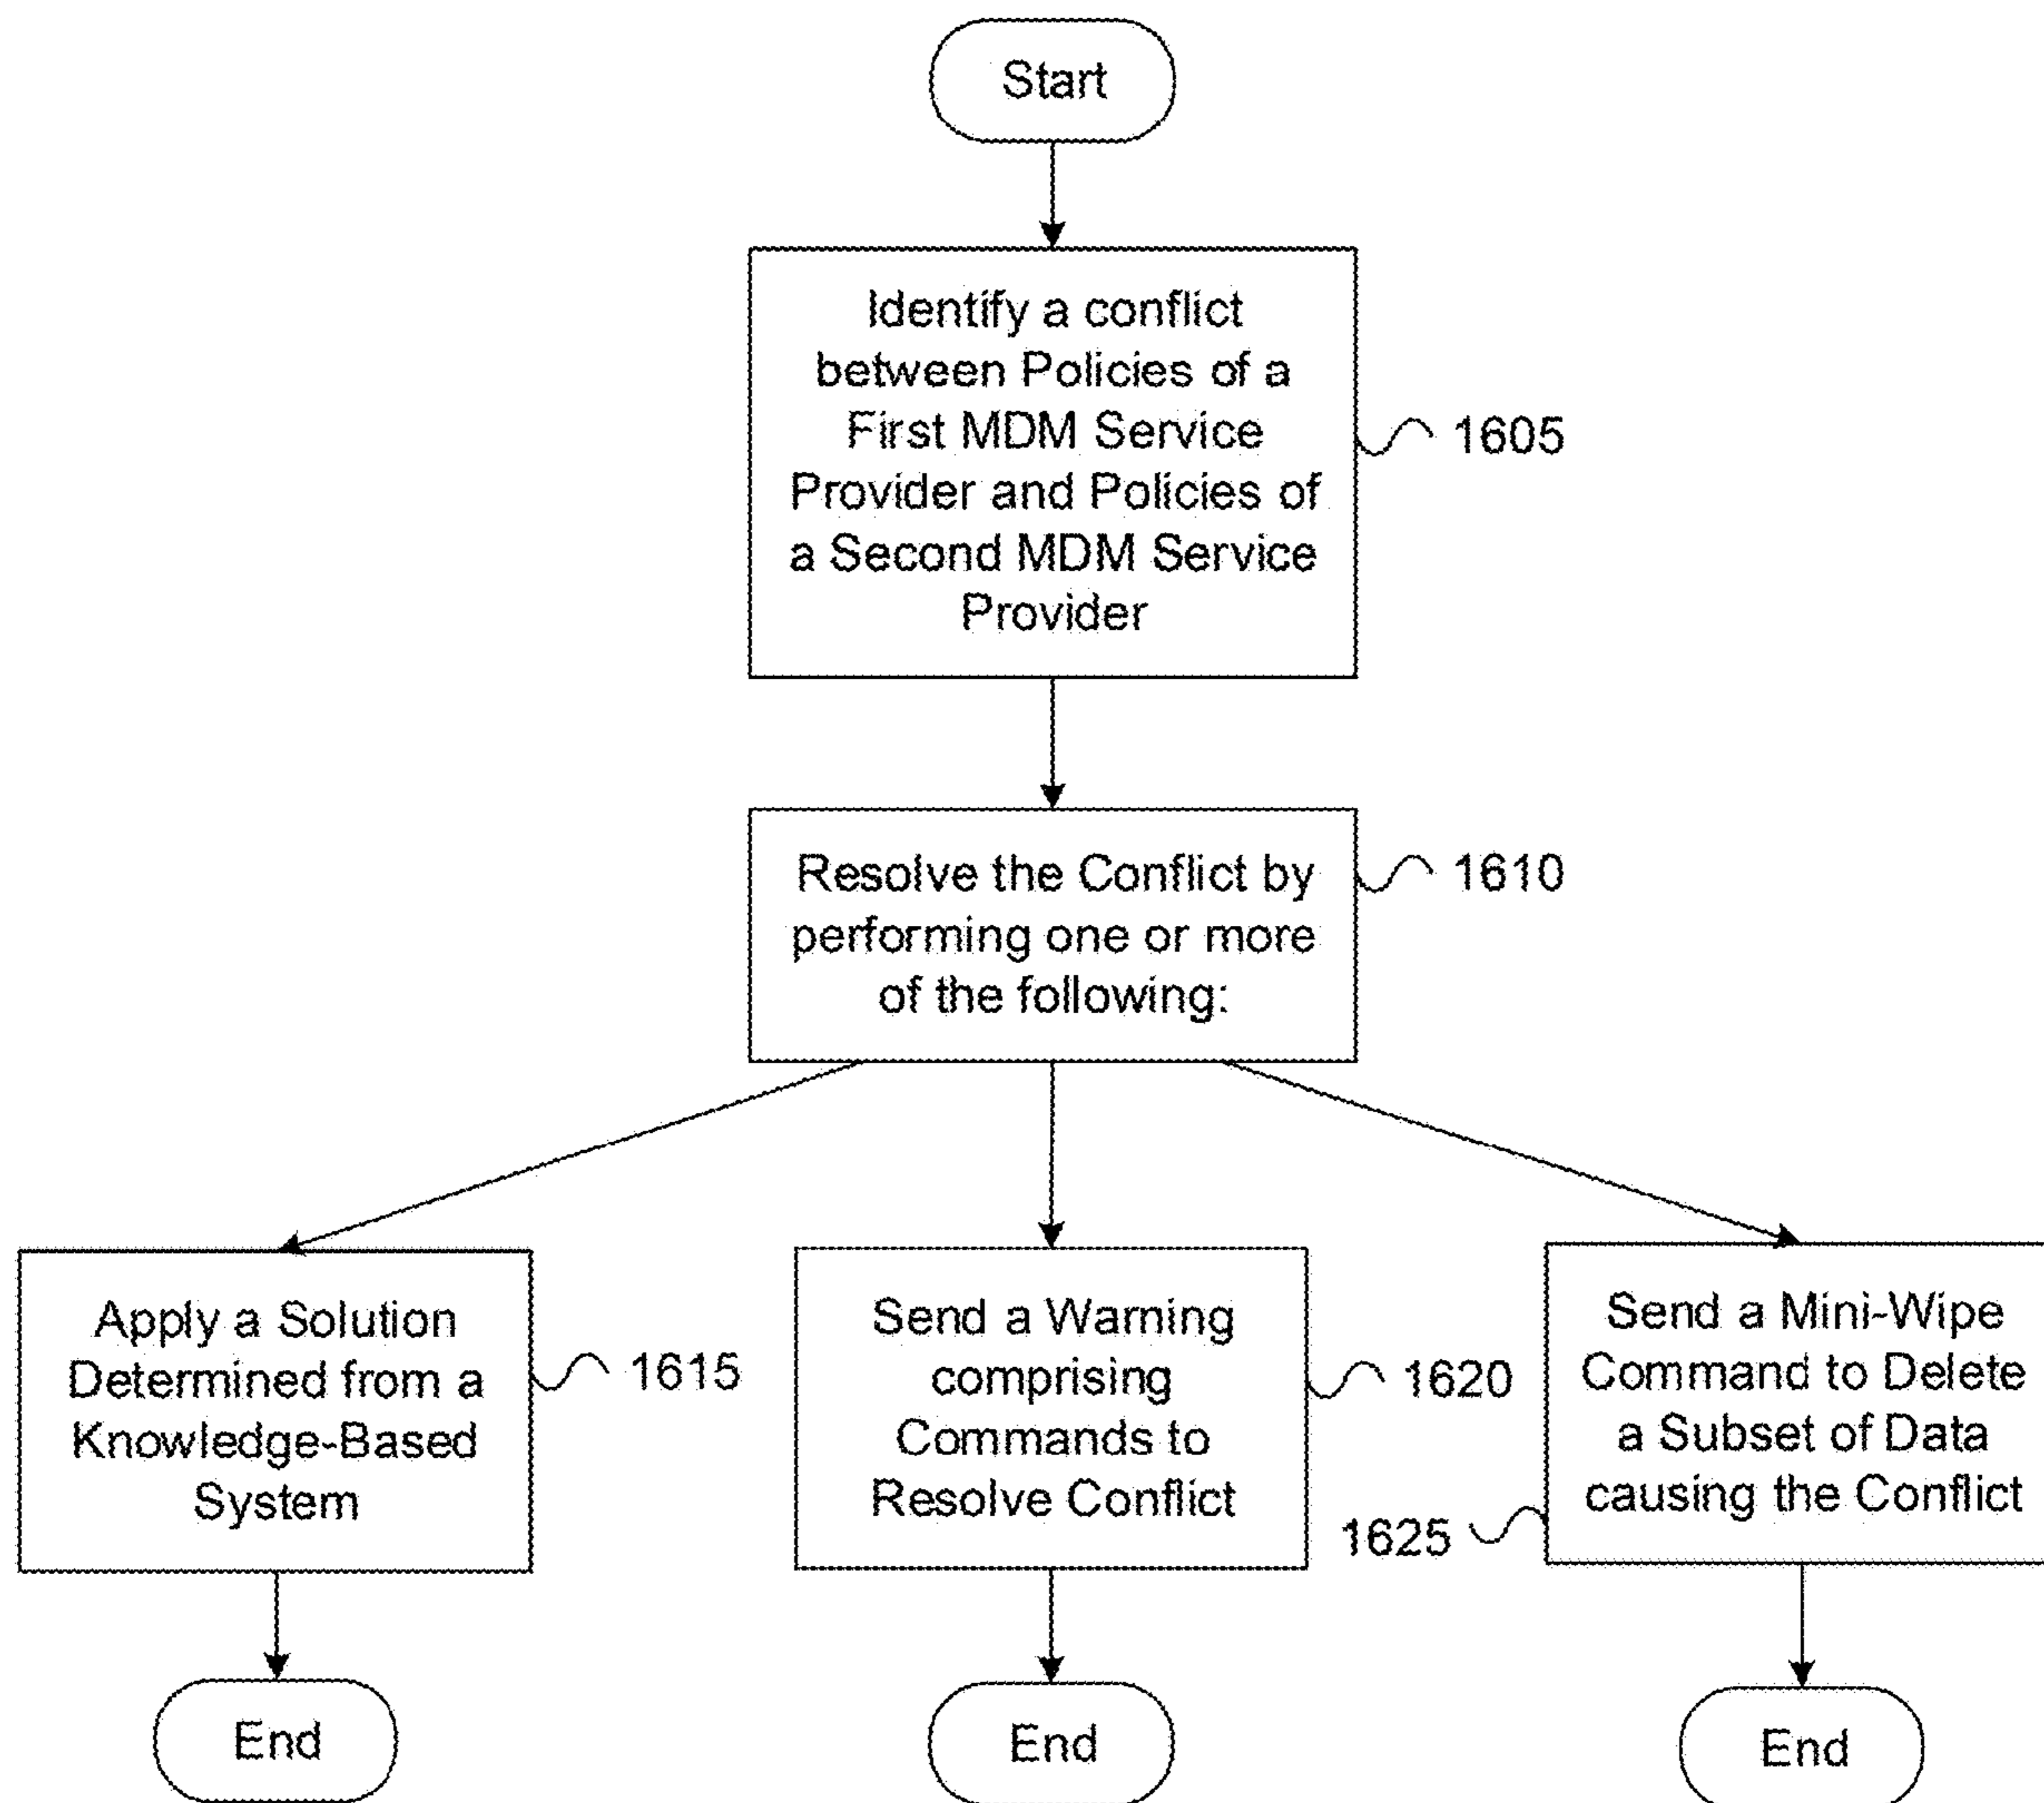 Start
Identify a conflict
between Policies of a
First MDM Service
Provider and Policies of
a Second MDM Service
Provider
1605
Resolve the Conflict by
performing one or more
of the following:
1610
Apply a Solution
Determined from a
Knowledge-Based
System
1615
Send a Warning
comprising
Commands to
Resolve Conflict
1620
Send a Mini-Wipe
Command to Delete
a Subset of Data
causing the Conflict
1625
End
End
End